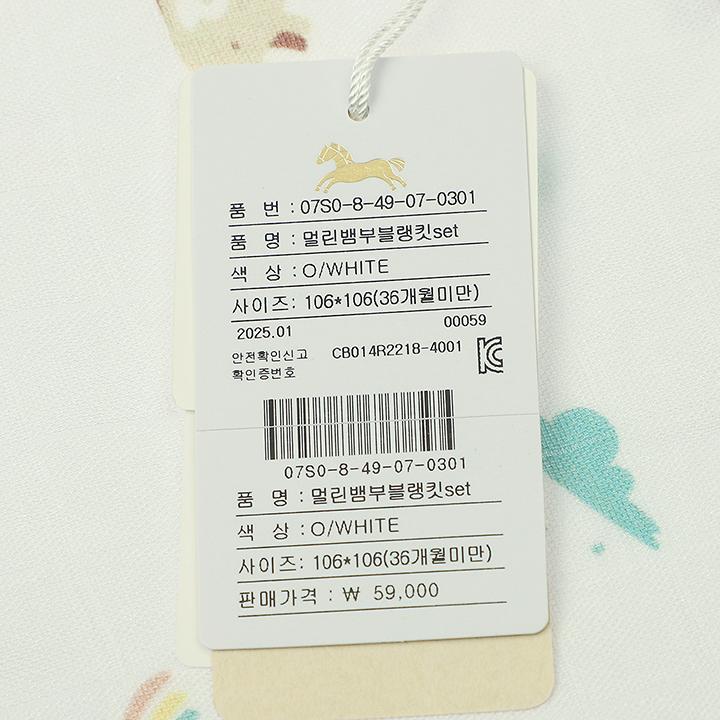 품 번 : 07S0-8-49-07-0301
품 명 : 멀린뱀부블랭킷set
색 상 : O/WHITE
사이즈: 106*106(36개월미만)
2025.01 00059
안전확인신고 CB014R2218-4001
확인증번호
07S0-8-49-07-0301
품 명 : 멀린뱀부블랭킷set
색 상 : O/WHITE
사이즈: 106*106(36개월미만)
판매가격 : ₩ 59,000